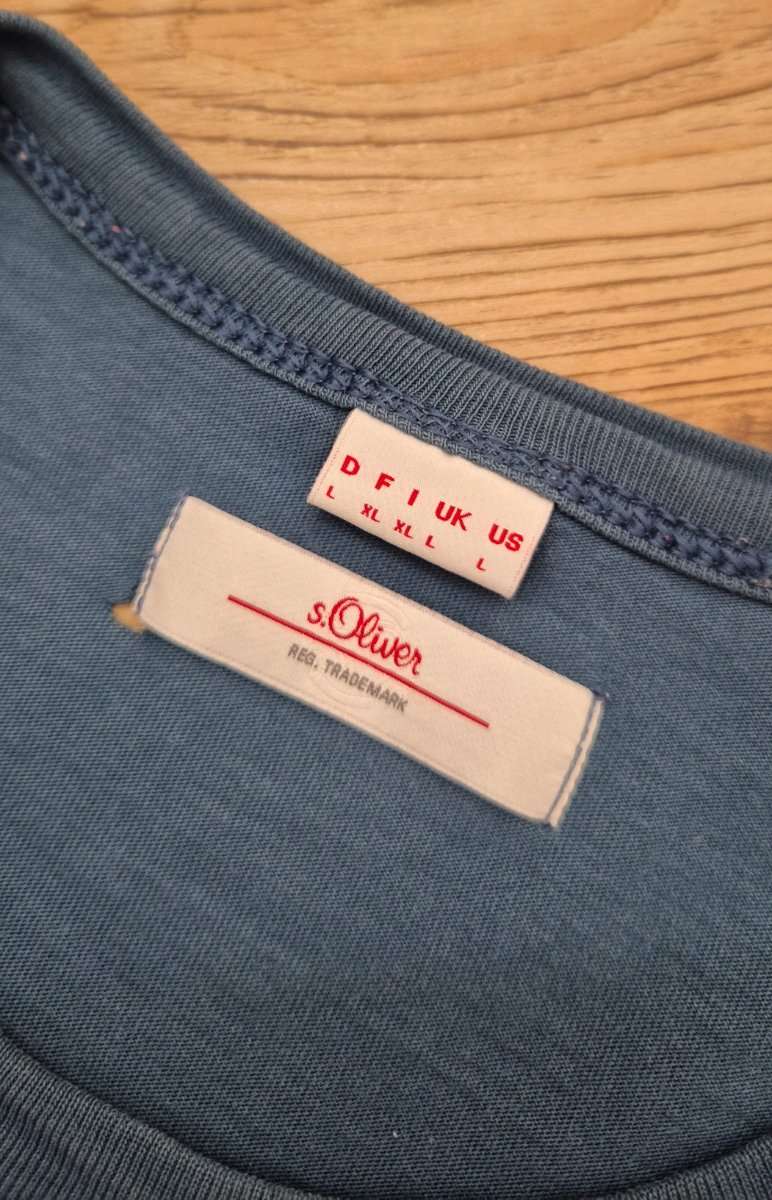 D F I UK US
L XL XL L L
s.Oliver
REG. TRADEMARK